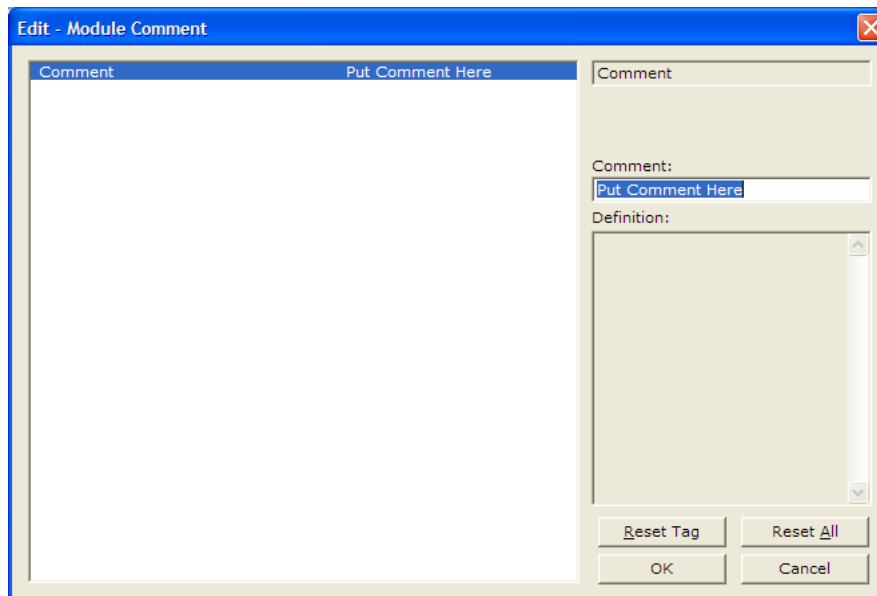 Edit - Module Comment
Comment Put Comment Here
Comment
Comment:
Put Comment Here
Definition:
Reset Tag Reset All
OK Cancel